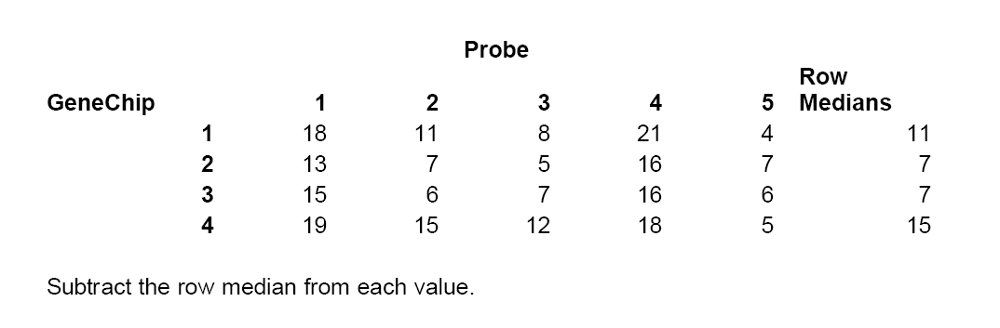 Probe
Row
GeneChip 1 2 3 4 5 Medians
1 18 11 8 21 4 11
2 13 7 5 16 7 7
3 15 6 7 16 6 7
4 19 15 12 18 5 15
Subtract the row median from each value.